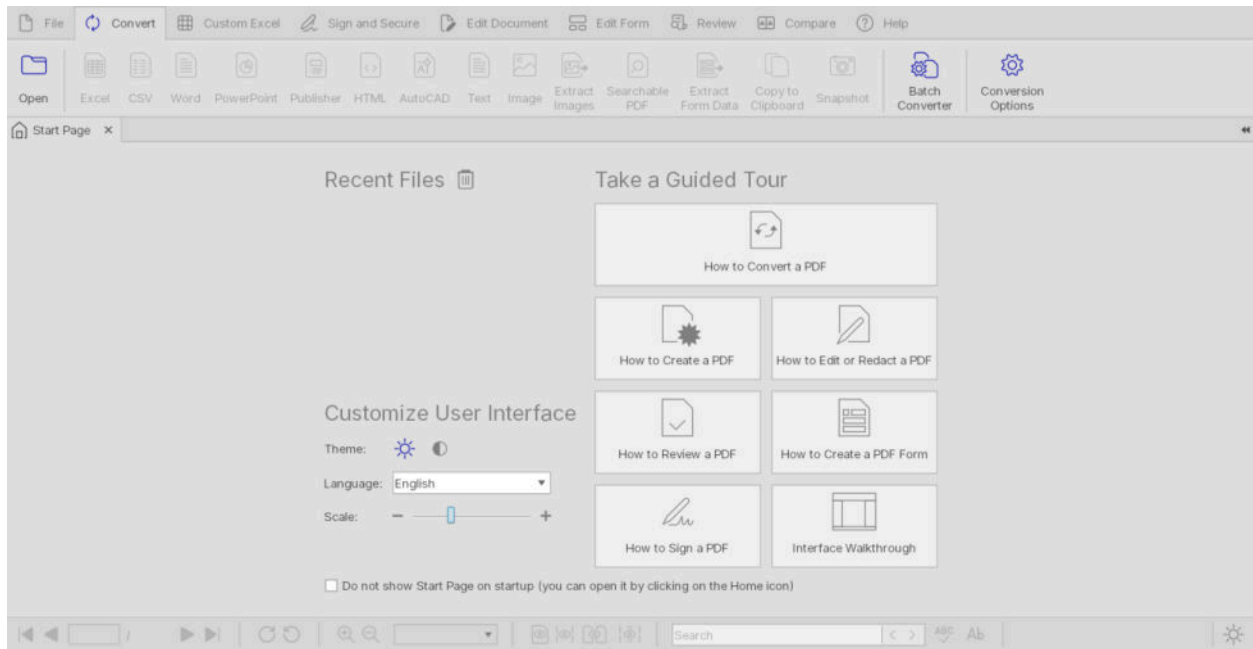 File Convert Custom Excel Sign and Secure Edit Document Edit Form Review Compare Help
Open Excel CSV Word PowerPoint Publisher HTML AutoCAD Text Image Extract Images Searchable PDF Extract Form Data Copy to Clipboard Snapshot Batch Converter Conversion Options
Start Page
Recent Files
Take a Guided Tour
How to Convert a PDF
How to Create a PDF
How to Edit or Redact a PDF
Customize User Interface
Theme:
Language: English
Scale:
How to Review a PDF
How to Create a PDF Form
How to Sign a PDF
Interface Walkthrough
Do not show Start Page on startup (you can open it by clicking on the Home icon)
/ Search ABC Ab